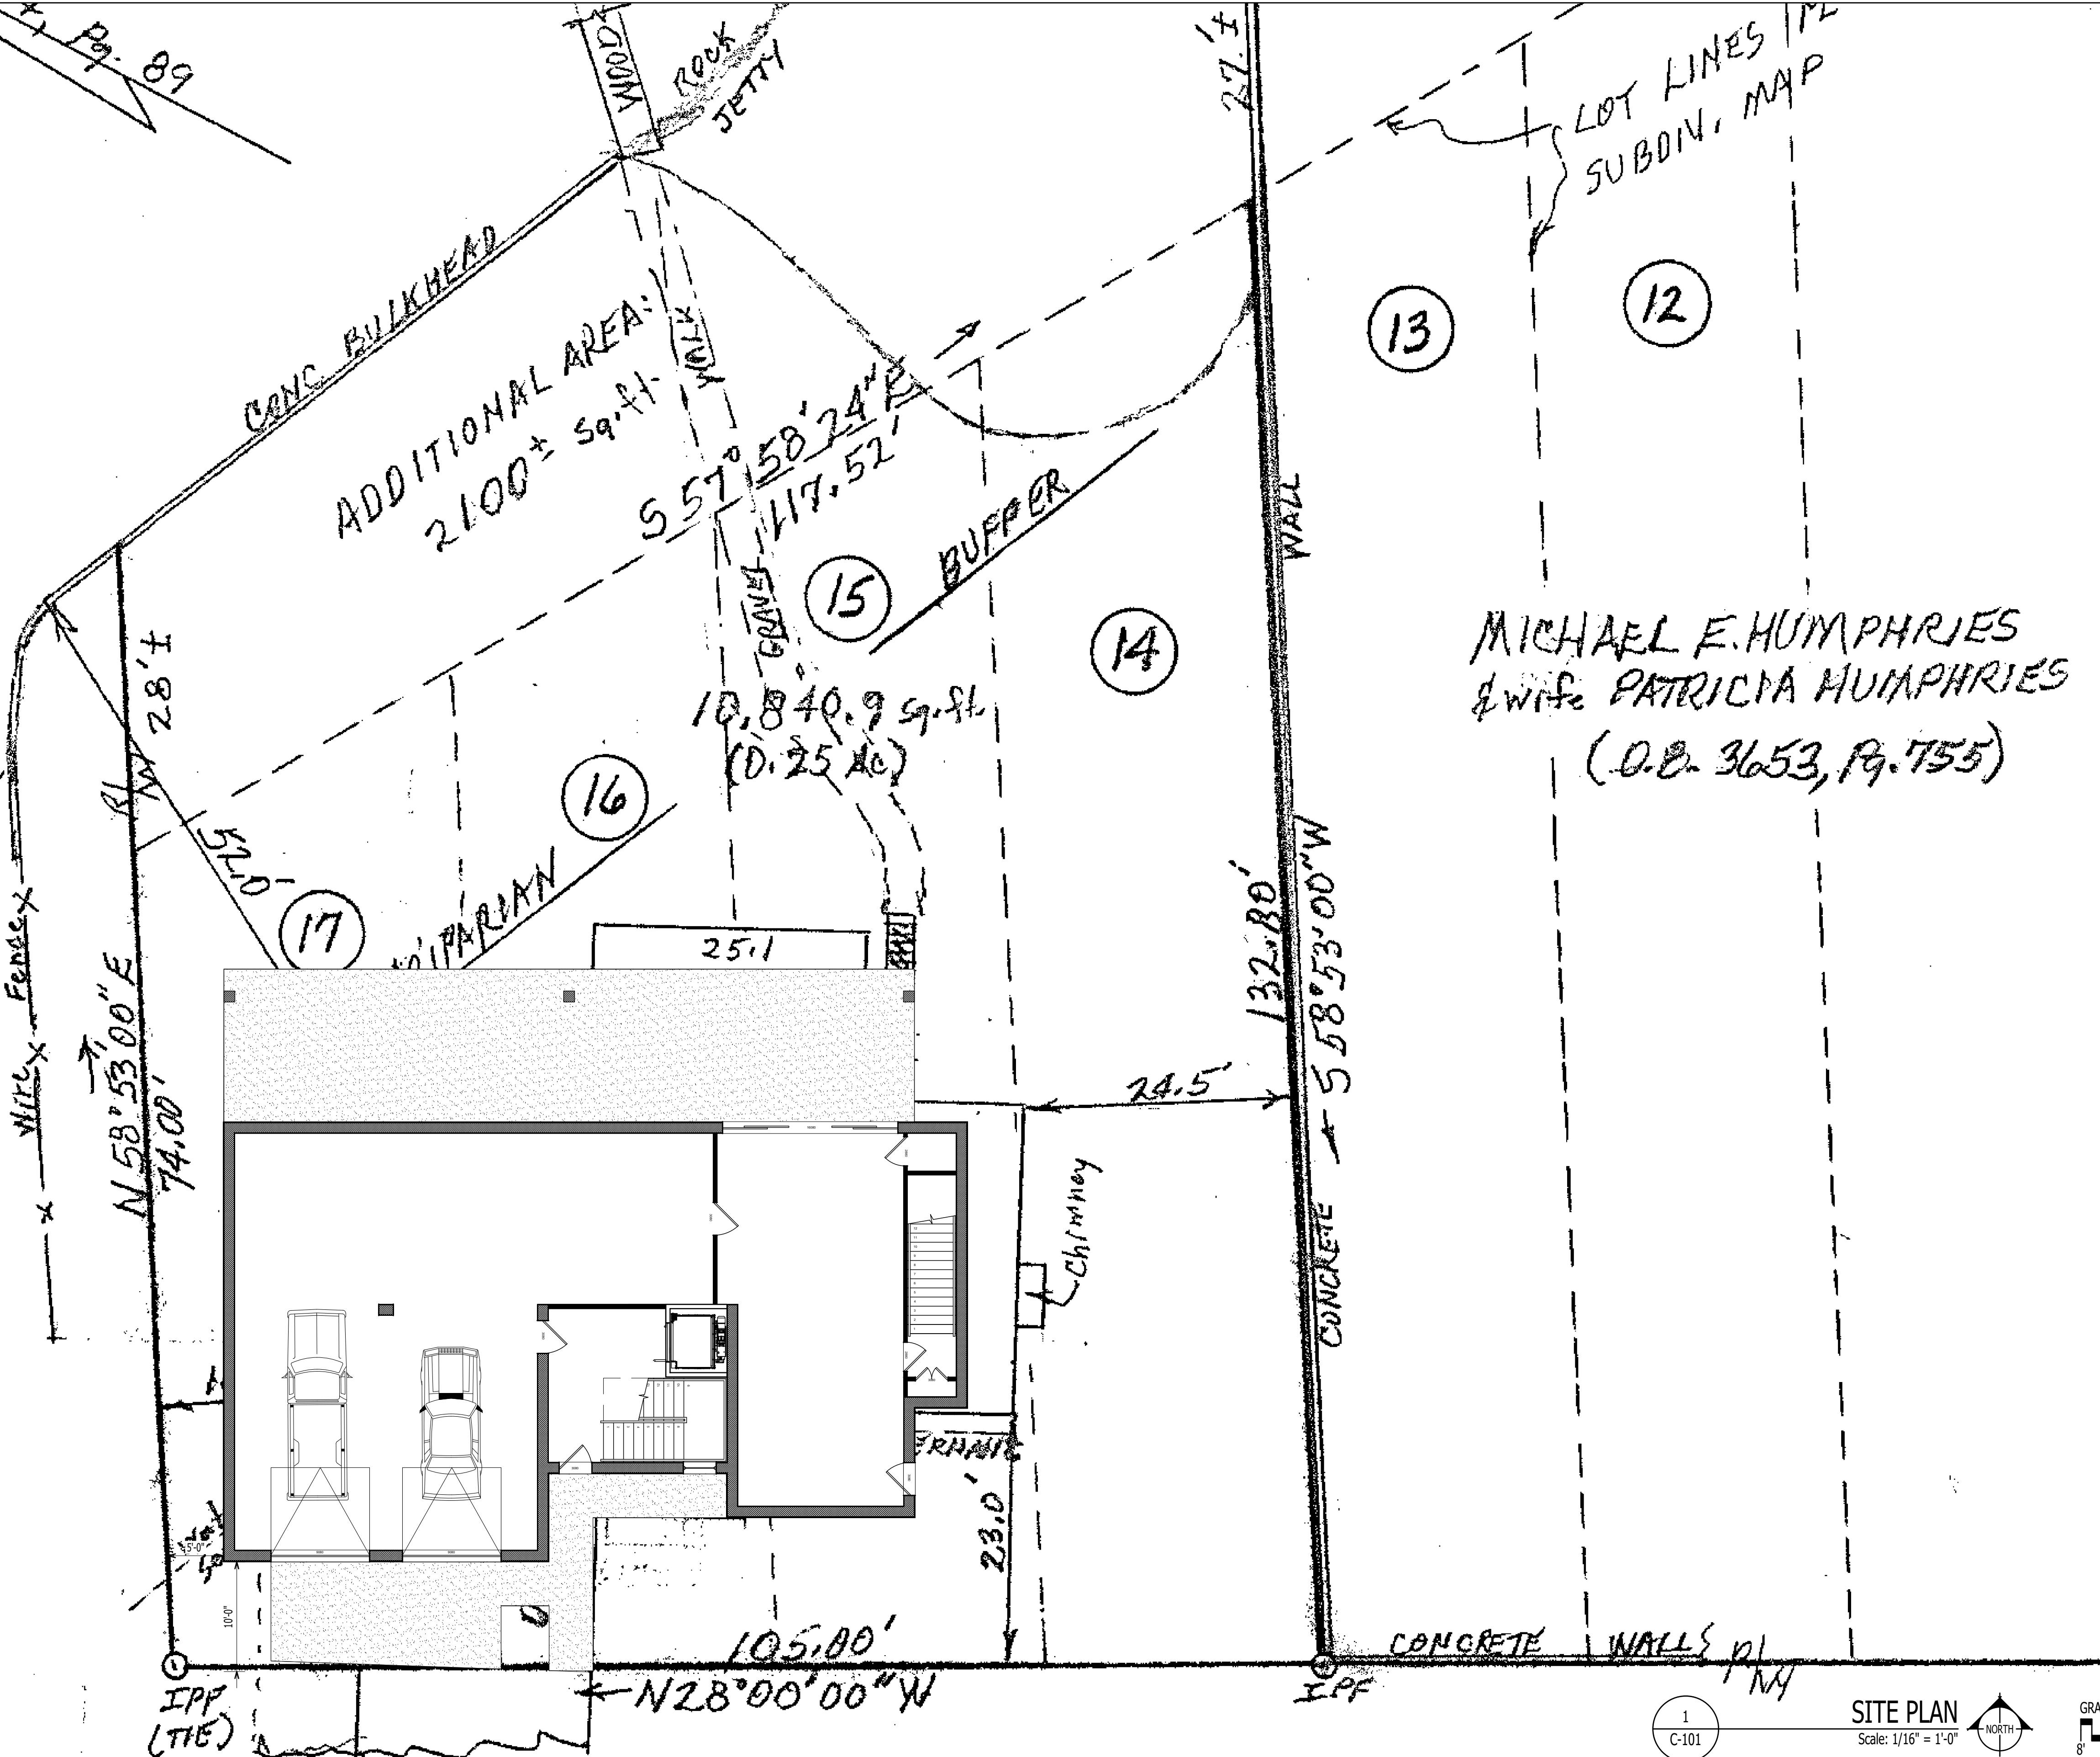 Pg. 89
WOOD
ROCK
JETTY
27.'±
LOT LINES
SUBDIV. MAP
CONC. BULKHEAD
ADDITIONAL AREA:
2100± sq.ft.
WALK
S 57° 58' 24" E
117.52'
GRAVEL
BUFFER
WALL
13
12
15
14
16
17
28'±
52.0'
10,840.9 sq.ft.
(0.25 Ac)
MICHAEL E. HUMPHRIES
& wife PATRICIA HUMPHRIES
(D.B. 3653, Pg. 755)
Wire Fence
N 58° 53' 00" E
74.00'
25.1
132.80'
S 58° 53' 00" W
CONCRETE
24.5'
Chimney
23.0'
5'-0"
10'-0"
105.00'
N28°00'00"W
IPF
(TIE)
IPF
CONCRETE WALLS
1
C-101
SITE PLAN
Scale: 1/16" = 1'-0"
NORTH
8'